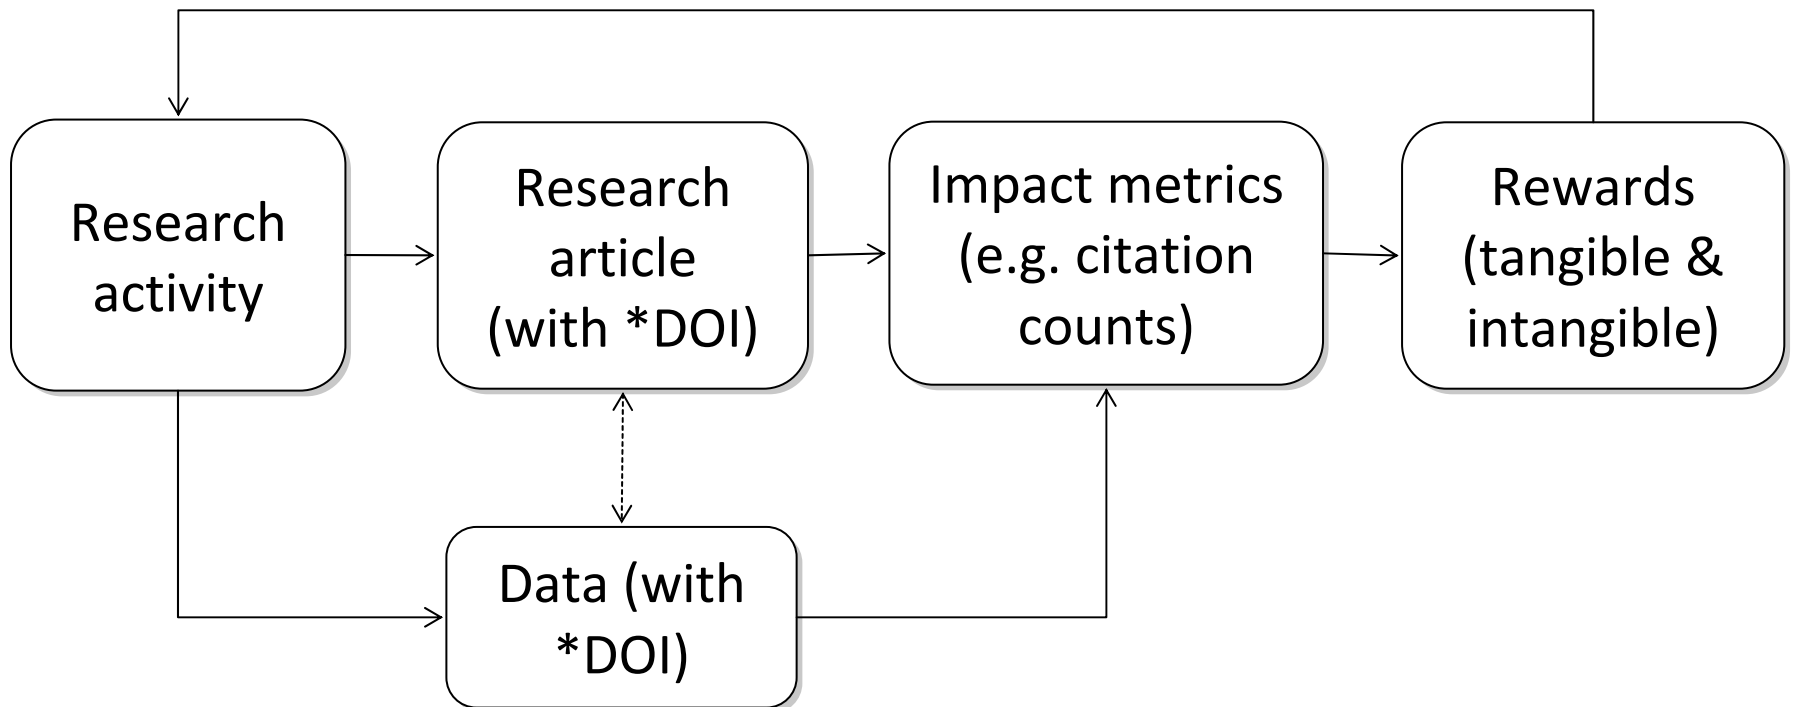 Research
activity
Research
article
(with *DOI)
Impact metrics
(e.g. citation
counts)
Rewards
(tangible &
intangible)
Data (with
*DOI)